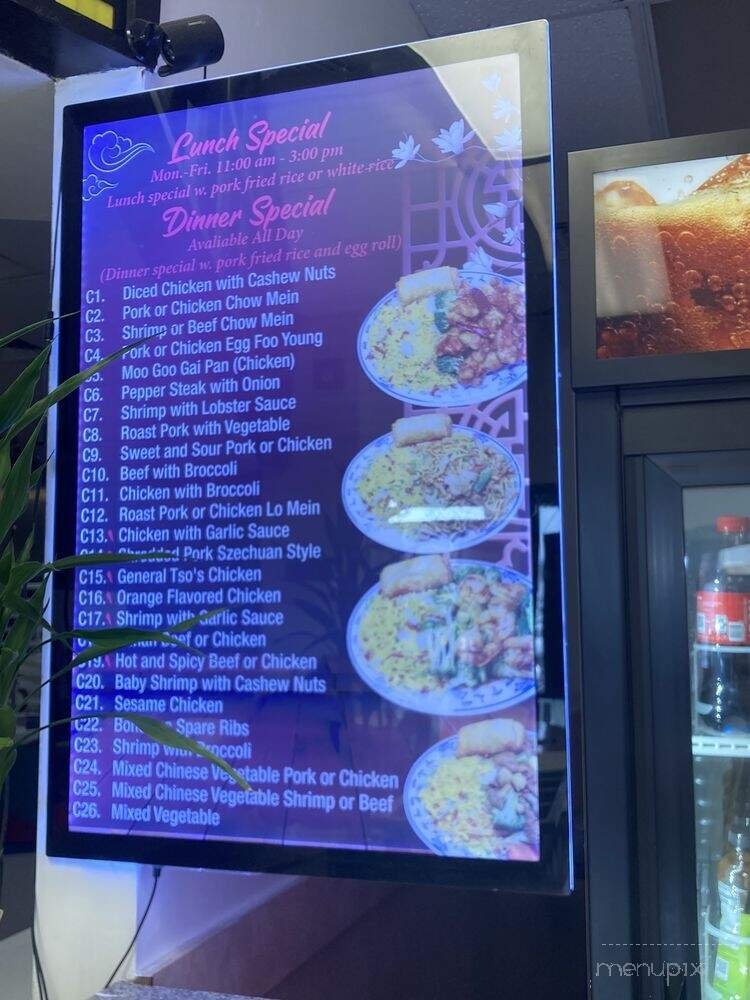 Lunch Special
Mon.-Fri. 11:00 am - 3:00 pm
Lunch special w. pork fried rice or white rice
Dinner Special
Avaliable All Day
(Dinner special w. pork fried rice and egg roll)
C1. Diced Chicken with Cashew Nuts
C2. Pork or Chicken Chow Mein
C3. Shrimp or Beef Chow Mein
C4. Pork or Chicken Egg Foo Young
C5. Moo Goo Gai Pan (Chicken)
C6. Pepper Steak with Onion
C7. Shrimp with Lobster Sauce
C8. Roast Pork with Vegetable
C9. Sweet and Sour Pork or Chicken
C10. Beef with Broccoli
C11. Chicken with Broccoli
C12. Roast Pork or Chicken Lo Mein
C13. Chicken with Garlic Sauce
C14. Shredded Pork Szechuan Style
C15. General Tso's Chicken
C16. Orange Flavored Chicken
C17. Shrimp with Garlic Sauce
Beef or Chicken
C19. Hot and Spicy Beef or Chicken
C20. Baby Shrimp with Cashew Nuts
C21. Sesame Chicken
C22. Spare Ribs
C23. Shrimp with Broccoli
C24. Mixed Chinese Vegetable Pork or Chicken
C25. Mixed Chinese Vegetable Shrimp or Beef
C26. Mixed Vegetable
menupix